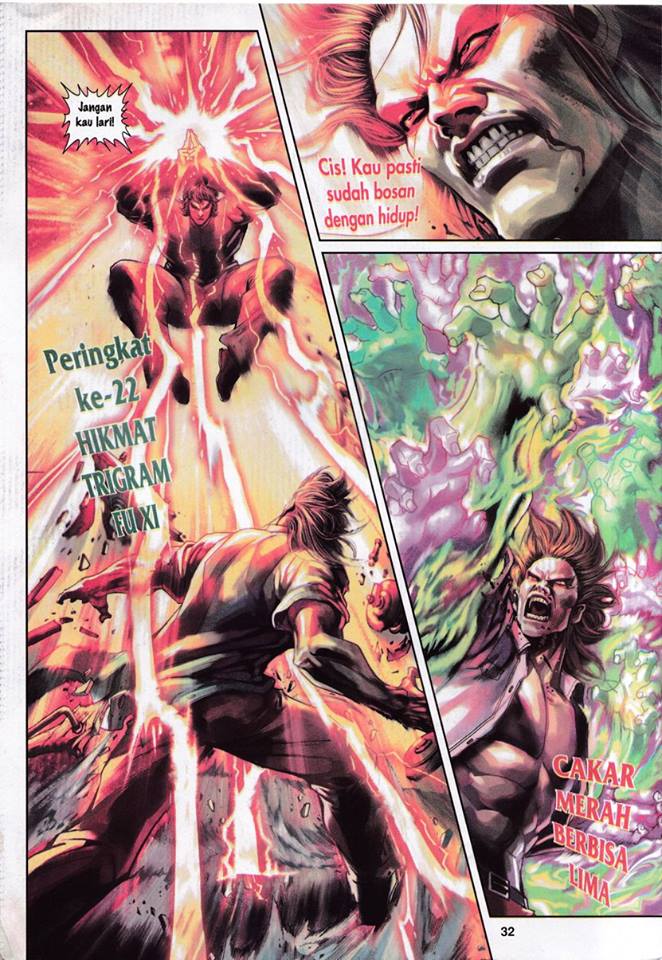 Jangan
kau lari!
Cis! Kau pasti
sudah bosan
dengan hidup!
Peringkat
ke-22
HIKMAT
TRIGRAM
FU XI
CAKAR
MERAH
BERBISA
LIMA
32